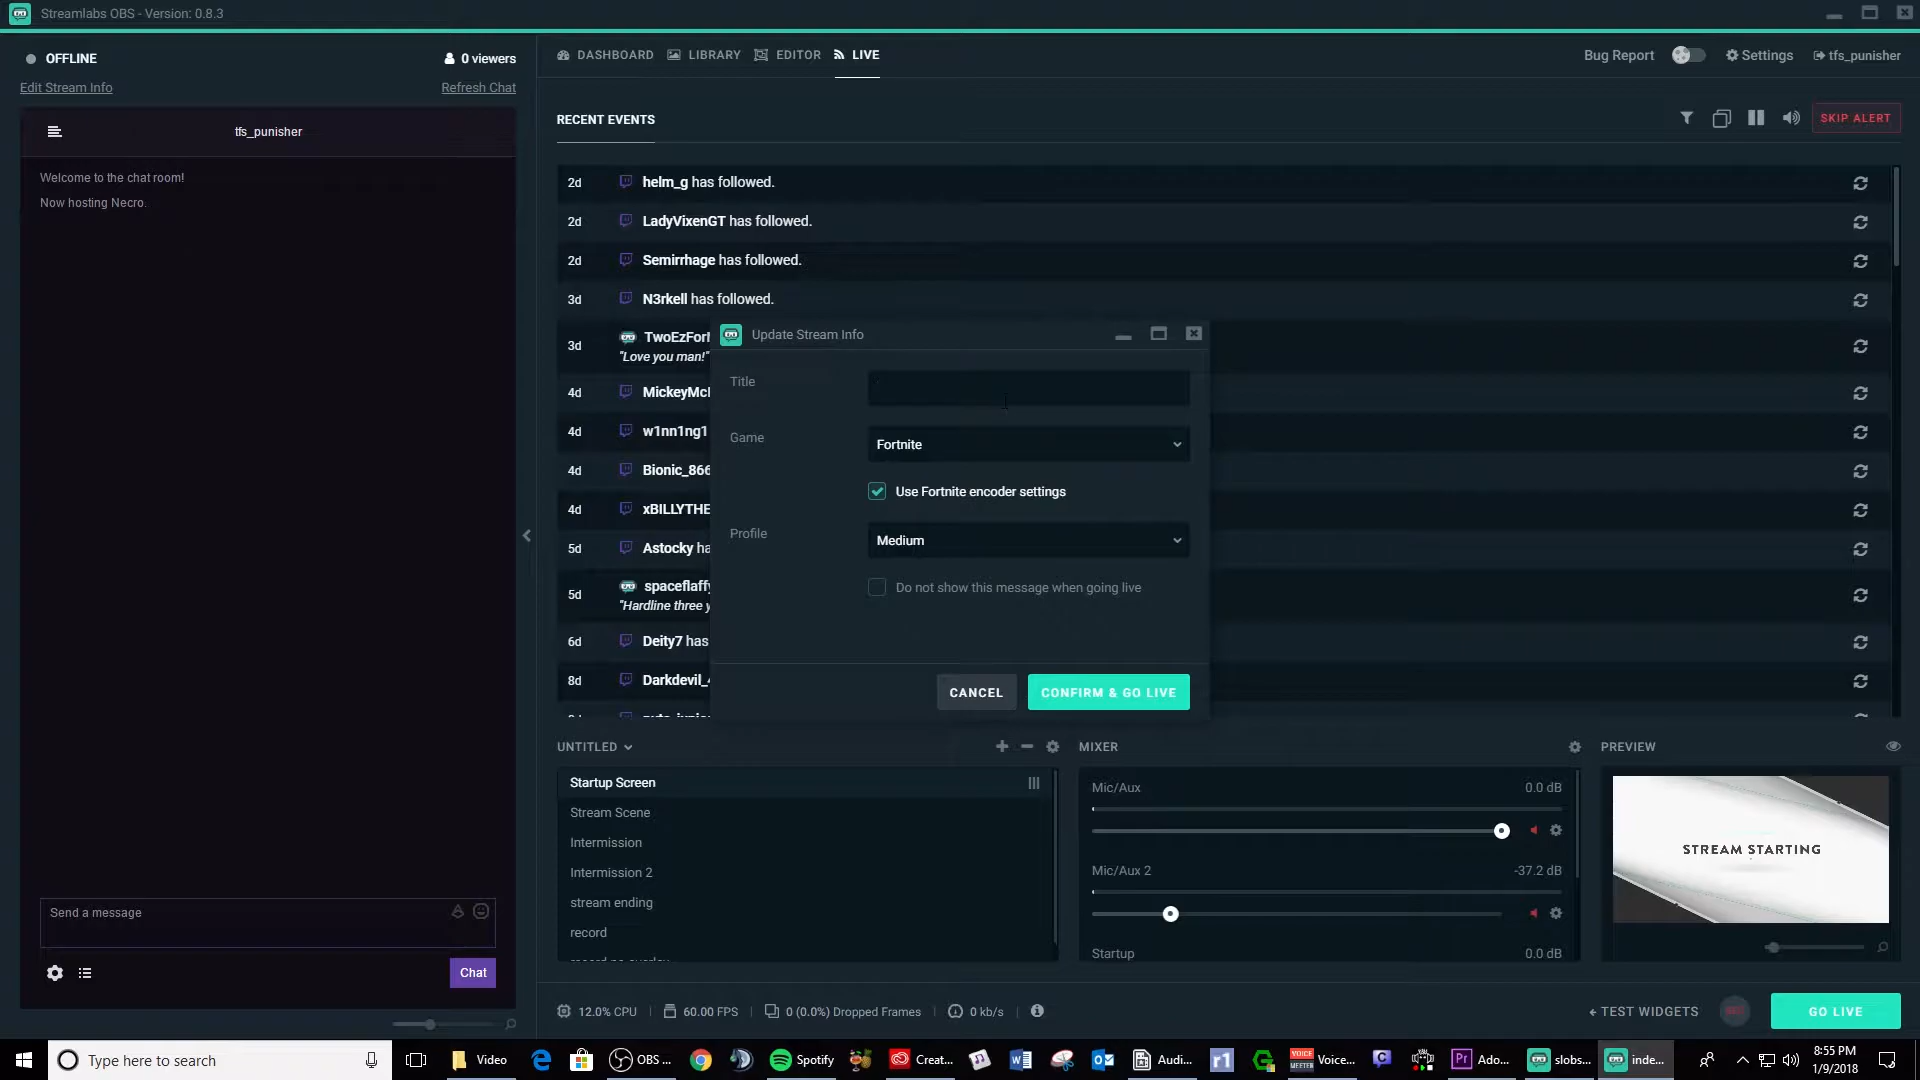 Streamlabs OBS - Version: 0.8.3
OFFLINE
0 viewers
Edit Stream Info
Refresh Chat
tfs_punisher
Welcome to the chat room!
Now hosting Necro.
Send a message
Chat
DASHBOARD
LIBRARY
EDITOR
LIVE
Bug Report
Settings
tfs_punisher
RECENT EVENTS
SKIP ALERT
2d helm_g has followed.
2d LadyVixenGT has followed.
2d Semirrhage has followed.
3d N3rkell has followed.
3d
"Love you man!"
4d
4d w1nn1ng1
4d Bionic_866
4d xBILLYTHE
5d Astocky ha
5d spaceflaffy
"Hardline three y
6d Deity7 has
8d
Update Stream Info
Title
Game
Fortnite
Use Fortnite encoder settings
Profile
Medium
Do not show this message when going live
CANCEL
CONFIRM & GO LIVE
UNTITLED
Startup Screen
Stream Scene
Intermission
Intermission 2
stream ending
record
MIXER
Mic/Aux 0.0 dB
Mic/Aux 2 -37.2 dB
Startup 0.0 dB
PREVIEW
STREAM STARTING
12.0% CPU
60.00 FPS
0 (0.0%) Dropped Frames
0 kb/s
TEST WIDGETS
REC
GO LIVE
Type here to search
Video
OBS ...
Spotify
Creat...
Audi...
r1
VOICE MEETER
Voice...
Pr
Ado...
slobs...
inde...
8:55 PM
1/9/2018